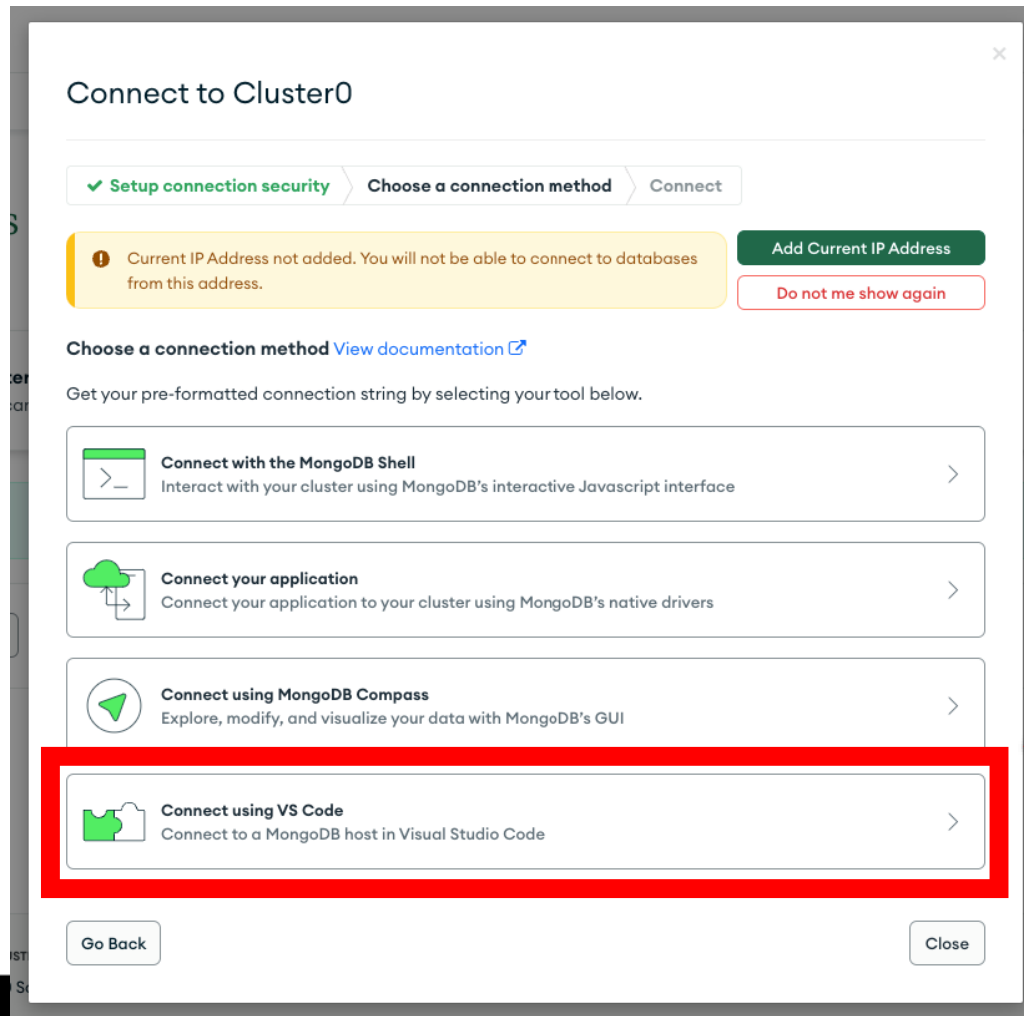 Connect to Cluster0
Setup connection security
Choose a connection method
Connect
Current IP Address not added. You will not be able to connect to databases
from this address.
Add Current IP Address
Do not me show again
Choose a connection method View documentation
Get your pre-formatted connection string by selecting your tool below.
Connect with the MongoDB Shell
Interact with your cluster using MongoDB's interactive Javascript interface
Connect your application
Connect your application to your cluster using MongoDB's native drivers
Connect using MongoDB Compass
Explore, modify, and visualize your data with MongoDB's GUI
Connect using VS Code
Connect to a MongoDB host in Visual Studio Code
Go Back
Close